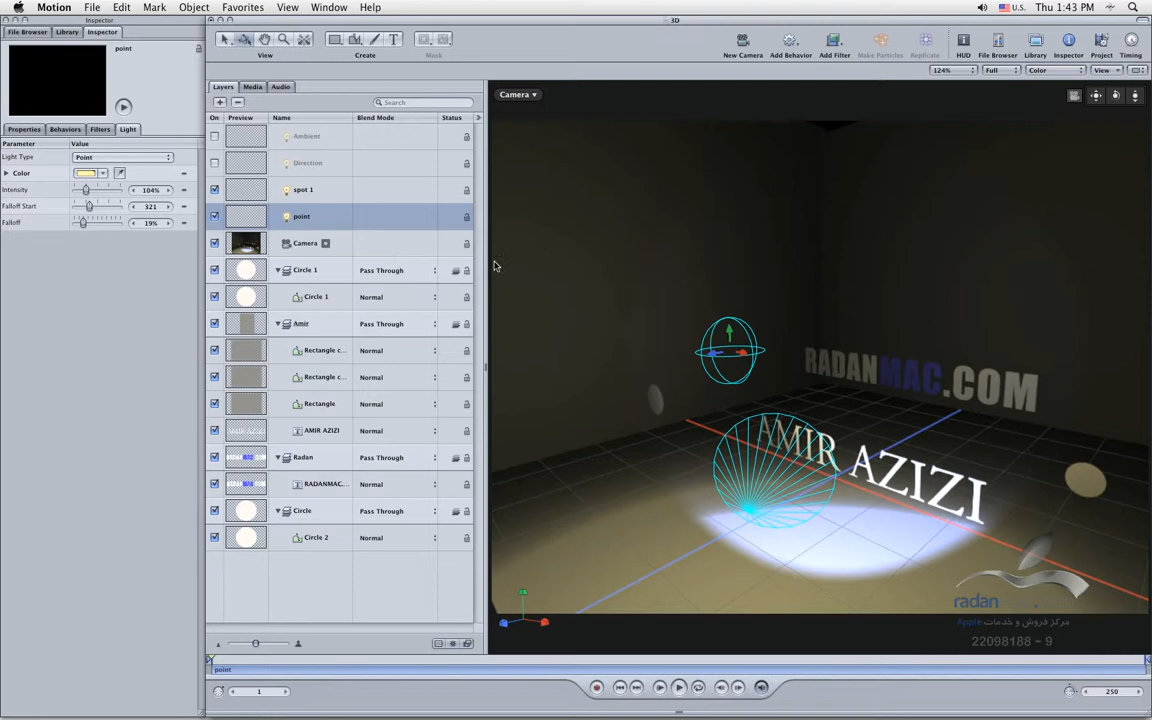 Motion File Edit Mark Object Favorites View Window Help
U.S. Thu 1:43 PM
Inspector
3D
File Browser Library Inspector
point
View Create Mask
New Camera Add Behavior Add Filter Make Particles Replicate HUD File Browser Library Inspector Project Timing
124% Full Color View
Layers Media Audio
Camera
Search
On Preview Name Blend Mode Status
Properties Behaviors Filters Light
Parameter Value
Light Type Point
Color
Intensity 104%
Falloff Start 321
Falloff 19%
Ambient
Direction
spot 1
point
Camera
Circle 1 Pass Through
Circle 1 Normal
Amir Pass Through
Rectangle c... Normal
Rectangle c... Normal
Rectangle Normal
AMIR AZIZI Normal
Radan Pass Through
RADANMAC.... Normal
Circle Pass Through
Circle 2 Normal
RADANMAC.COM
AMIR AZIZI
radan
مرکز فروش و خدمات Apple
22098188 - 9
point
1
250